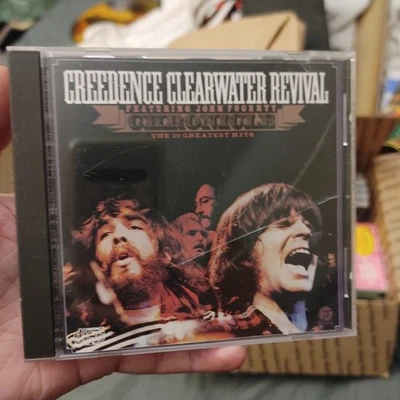 CREEDENCE CLEARWATER REVIVAL
FEATURING JOHN FOGERTY
CHRONICLE
THE 20 GREATEST HITS